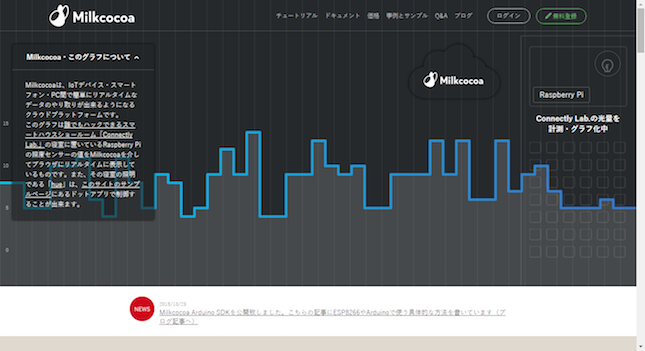 Milkcocoa
チュートリアル ドキュメント 価格 事例とサンプル Q&A ブログ
ログイン
無料登録
Milkcocoa・このグラフについて
Milkcocoaは、IoTデバイス・スマート
フォン・PC間で簡単にリアルタイムな
データのやり取りが出来るようになる
クラウドプラットフォームです。
このグラフは誰でもハックできるスマ
ートハウスショールーム「Connectly
Lab.」の寝室に置いているRaspberry Pi
の照度センサーの値をMilkcocoaを介し
てブラウザにリアルタイムに表示して
いるものです。また、その寝室の照明
である「hue」は、このサイトのサンプ
ルページにあるドットアプリで制御す
ることが出来ます。
Milkcocoa
Raspberry Pi
Connectly Lab.の光量を
計測・グラフ化中
15
10
5
0
NEWS
Milkcocoa Arduino SDKを公開致しました。こちらの記事にESP8266やArduinoで使う具体的な方法を書いています（ブ
ログ記事へ）